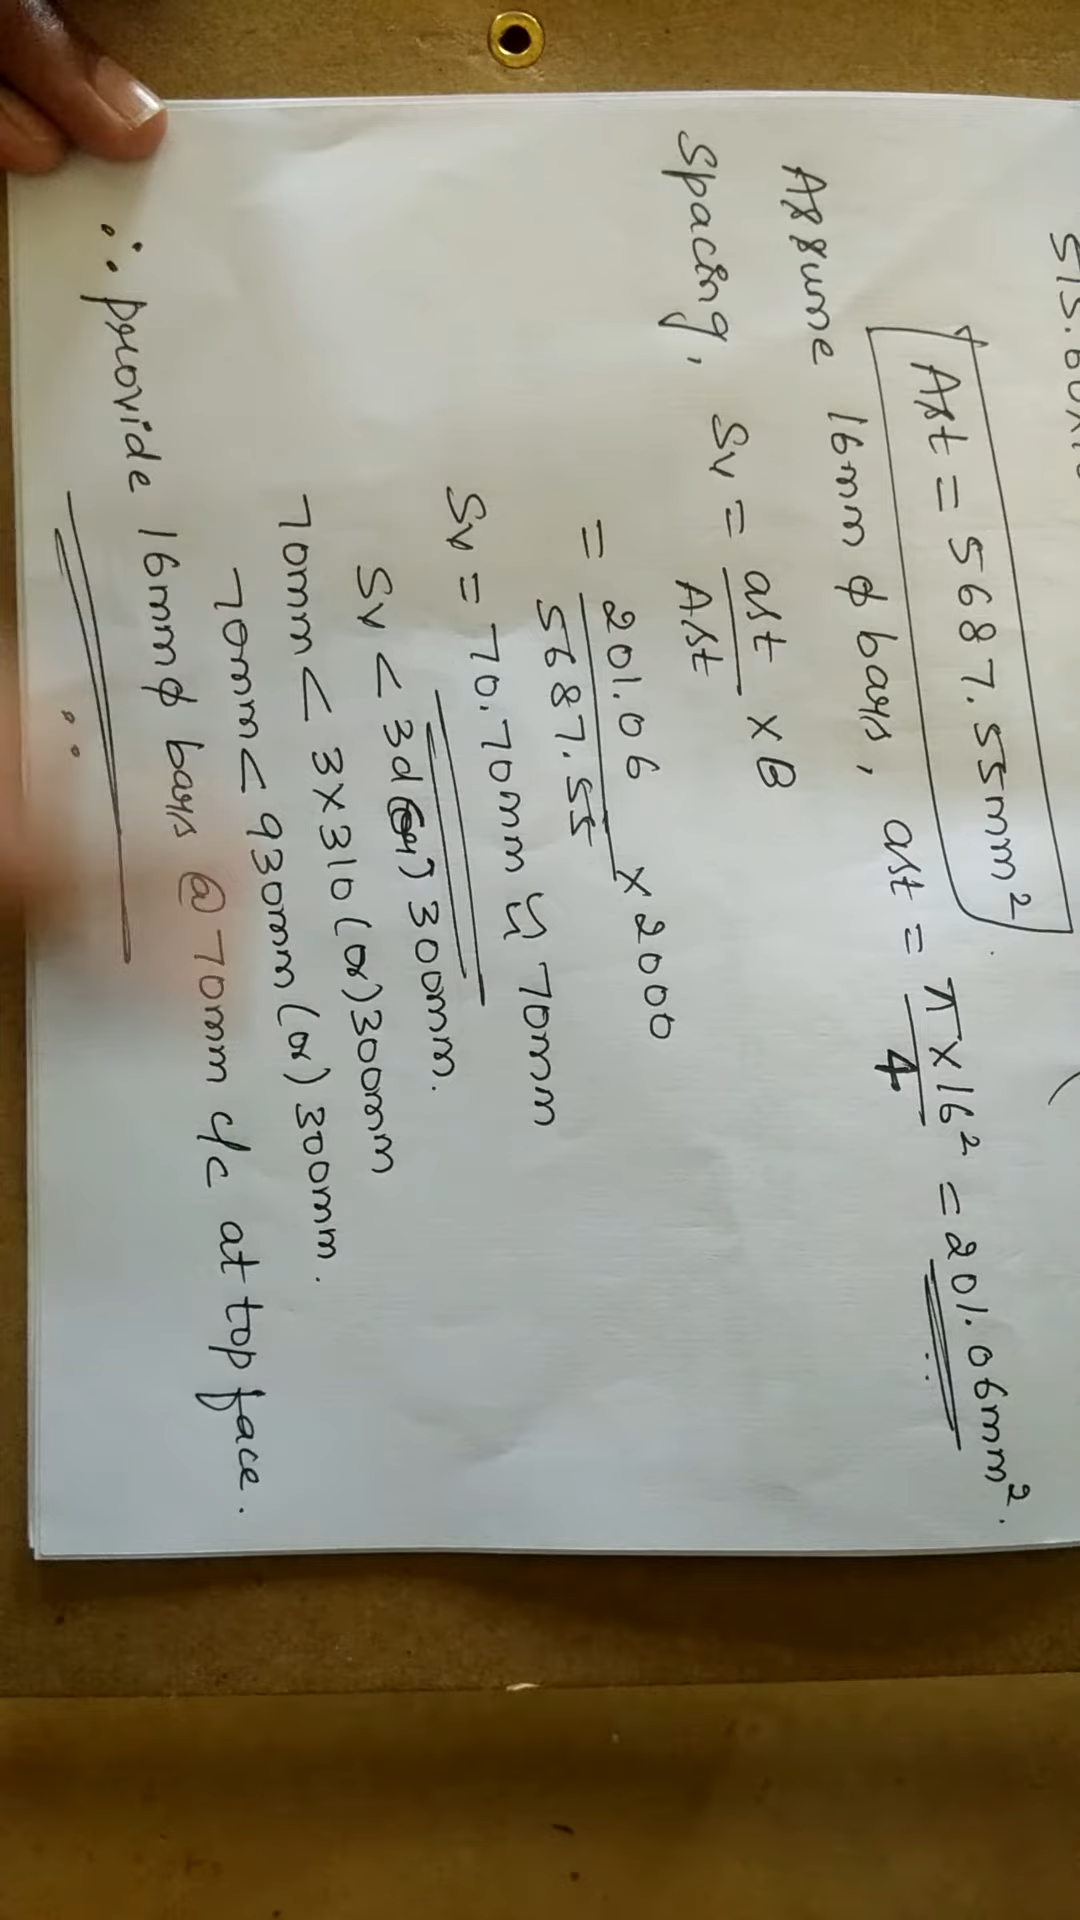 Ast = 5687.55mm²
Assume 16mm ϕ bars, ast = π×16²/4 = 201.06mm².
Spacing, Sv = ast/Ast × B
= 201.06/5687.55 × 2000
Sv = 70.70mm ≃ 70mm
Sv < 3d (or) 300mm.
70mm < 3×310 (or) 300mm
70mm < 930mm (or) 300mm.
∴ provide 16mm ϕ bars @ 70mm c/c at top face.